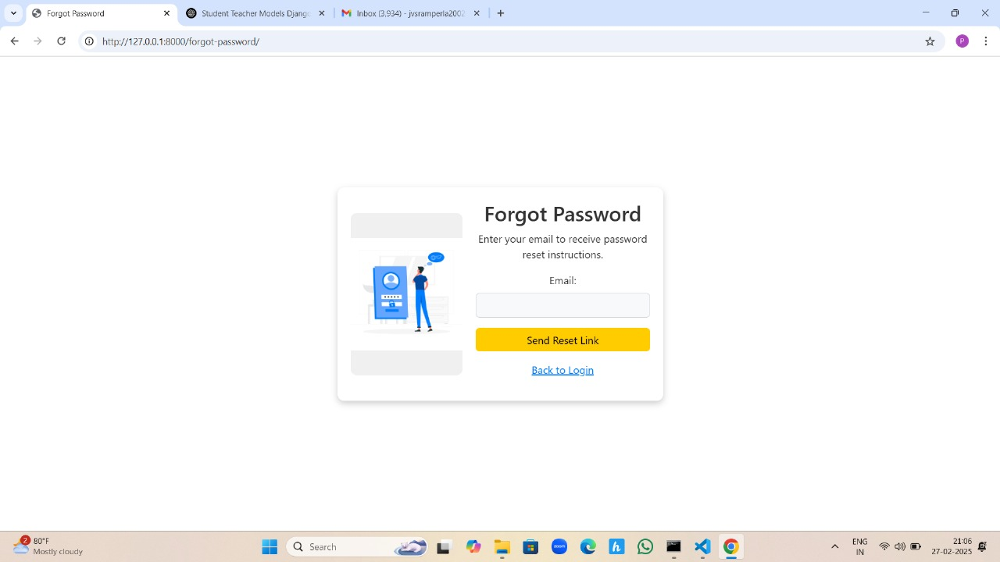 Forgot Password
Student Teacher Models Django
Inbox (3,934) - jvsramperla2002
http://127.0.0.1:8000/forgot-password/
P
Forgot Password
Enter your email to receive password
reset instructions.
Email:
Send Reset Link
Back to Login
2
80°F
Mostly cloudy
Search
zoom
h
ENG
IN
21:06
27-02-2025